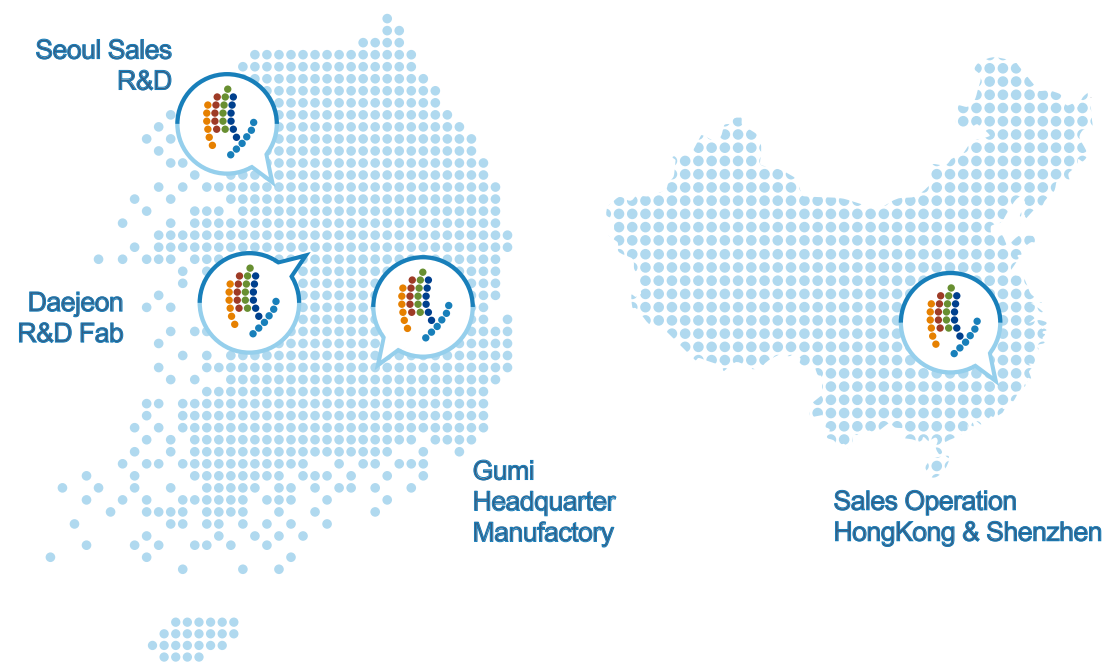 Seoul Sales
R&D
Daejeon
R&D Fab
Gumi
Headquarter
Manufactory
Sales Operation
HongKong & Shenzhen